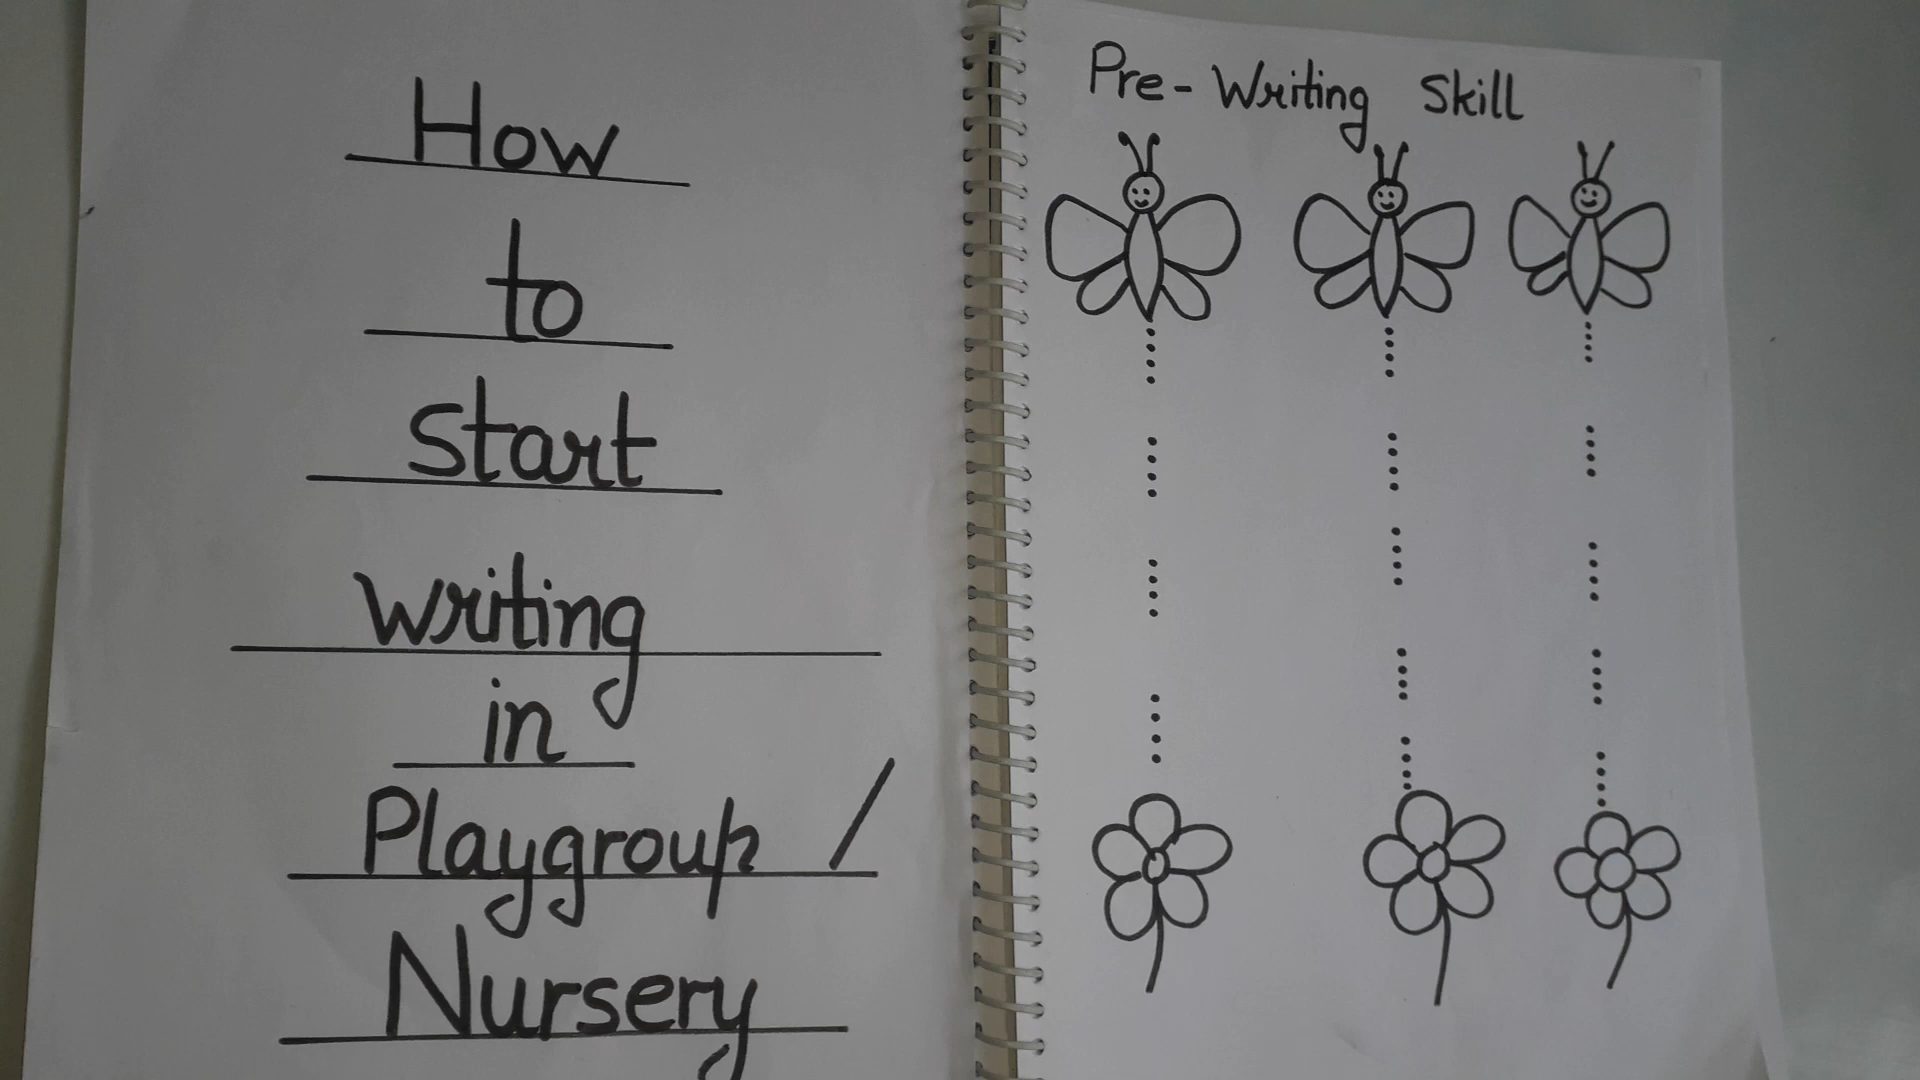 How
to
Start
Writing
in
Playgroup /
Nursery
Pre-Writing Skill